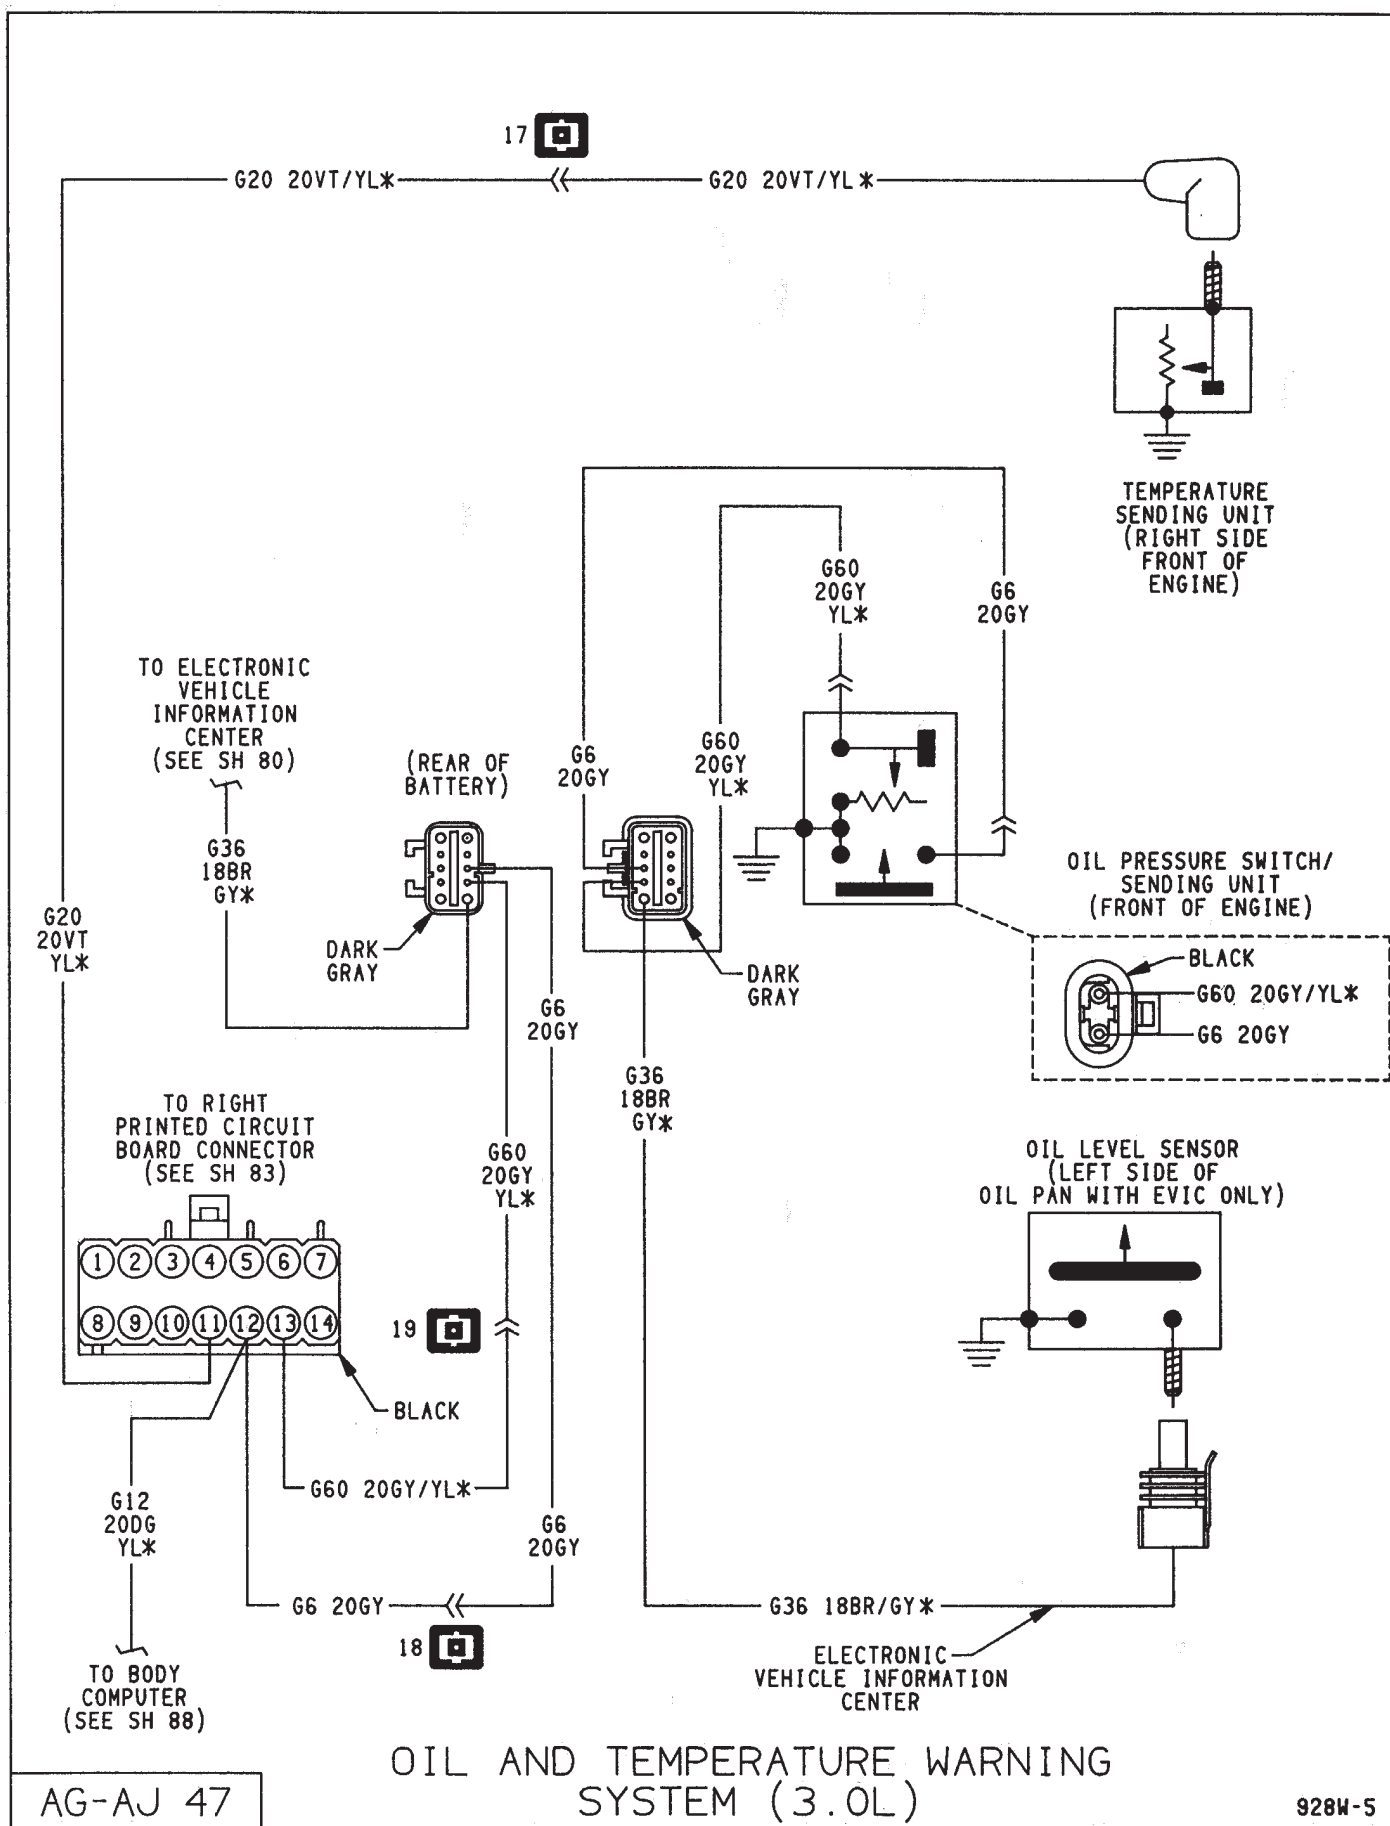 17
G20 20VT/YL*
G20 20VT/YL*
TEMPERATURE
SENDING UNIT
(RIGHT SIDE
FRONT OF
ENGINE)
G60
20GY
YL*
G6
20GY
TO ELECTRONIC
VEHICLE
INFORMATION
CENTER
(SEE SH 80)
(REAR OF
BATTERY)
G6
20GY
G60
20GY
YL*
G36
18BR
GY*
OIL PRESSURE SWITCH/
SENDING UNIT
(FRONT OF ENGINE)
G20
20VT
YL*
DARK
GRAY
DARK
GRAY
BLACK
G60 20GY/YL*
G6 20GY
G6
20GY
G36
18BR
GY*
TO RIGHT
PRINTED CIRCUIT
BOARD CONNECTOR
(SEE SH 83)
G60
20GY
YL*
OIL LEVEL SENSOR
(LEFT SIDE OF
OIL PAN WITH EVIC ONLY)
1 2 3 4 5 6 7
8 9 10 11 12 13 14
19
BLACK
G60 20GY/YL*
G12
20DG
YL*
G6
20GY
G6 20GY
G36 18BR/GY*
18
ELECTRONIC
VEHICLE INFORMATION
CENTER
TO BODY
COMPUTER
(SEE SH 88)
OIL AND TEMPERATURE WARNING
SYSTEM (3.0L)
AG-AJ 47
928W-5